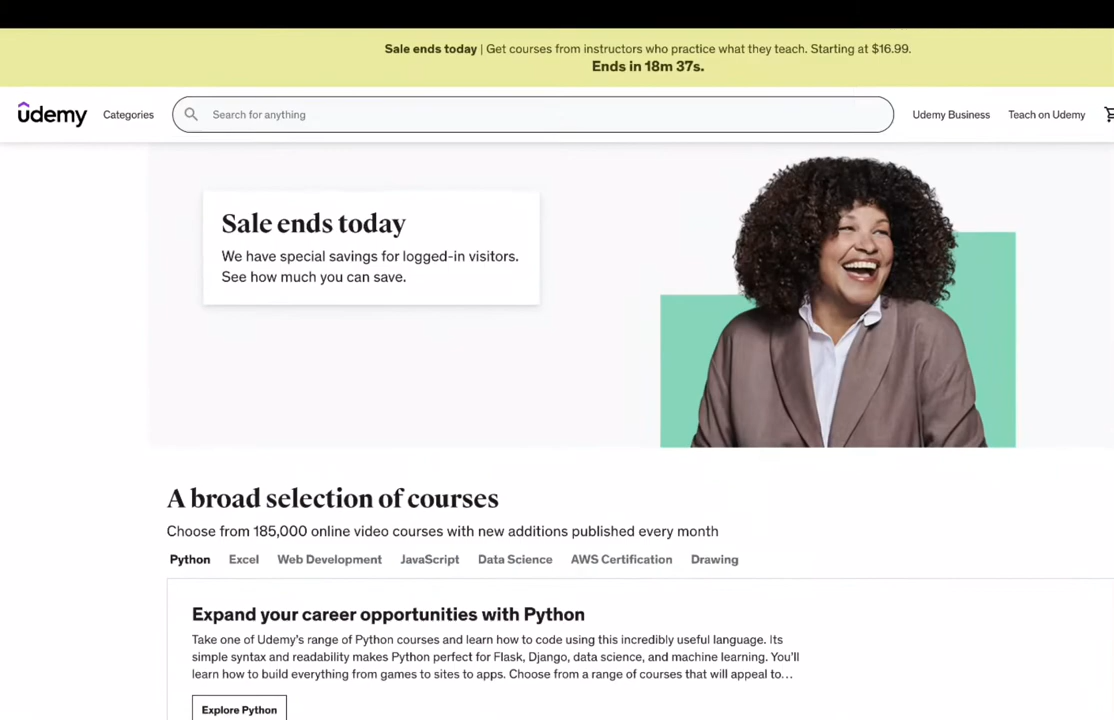 Sale ends today | Get courses from instructors who practice what they teach. Starting at $16.99.
Ends in 18m 37s.
ûdemy Categories Search for anything Udemy Business Teach on Udemy
Sale ends today
We have special savings for logged-in visitors.
See how much you can save.
A broad selection of courses
Choose from 185,000 online video courses with new additions published every month
Python Excel Web Development JavaScript Data Science AWS Certification Drawing
Expand your career opportunities with Python
Take one of Udemy’s range of Python courses and learn how to code using this incredibly useful language. Its
simple syntax and readability makes Python perfect for Flask, Django, data science, and machine learning. You’ll
learn how to build everything from games to sites to apps. Choose from a range of courses that will appeal to…
Explore Python